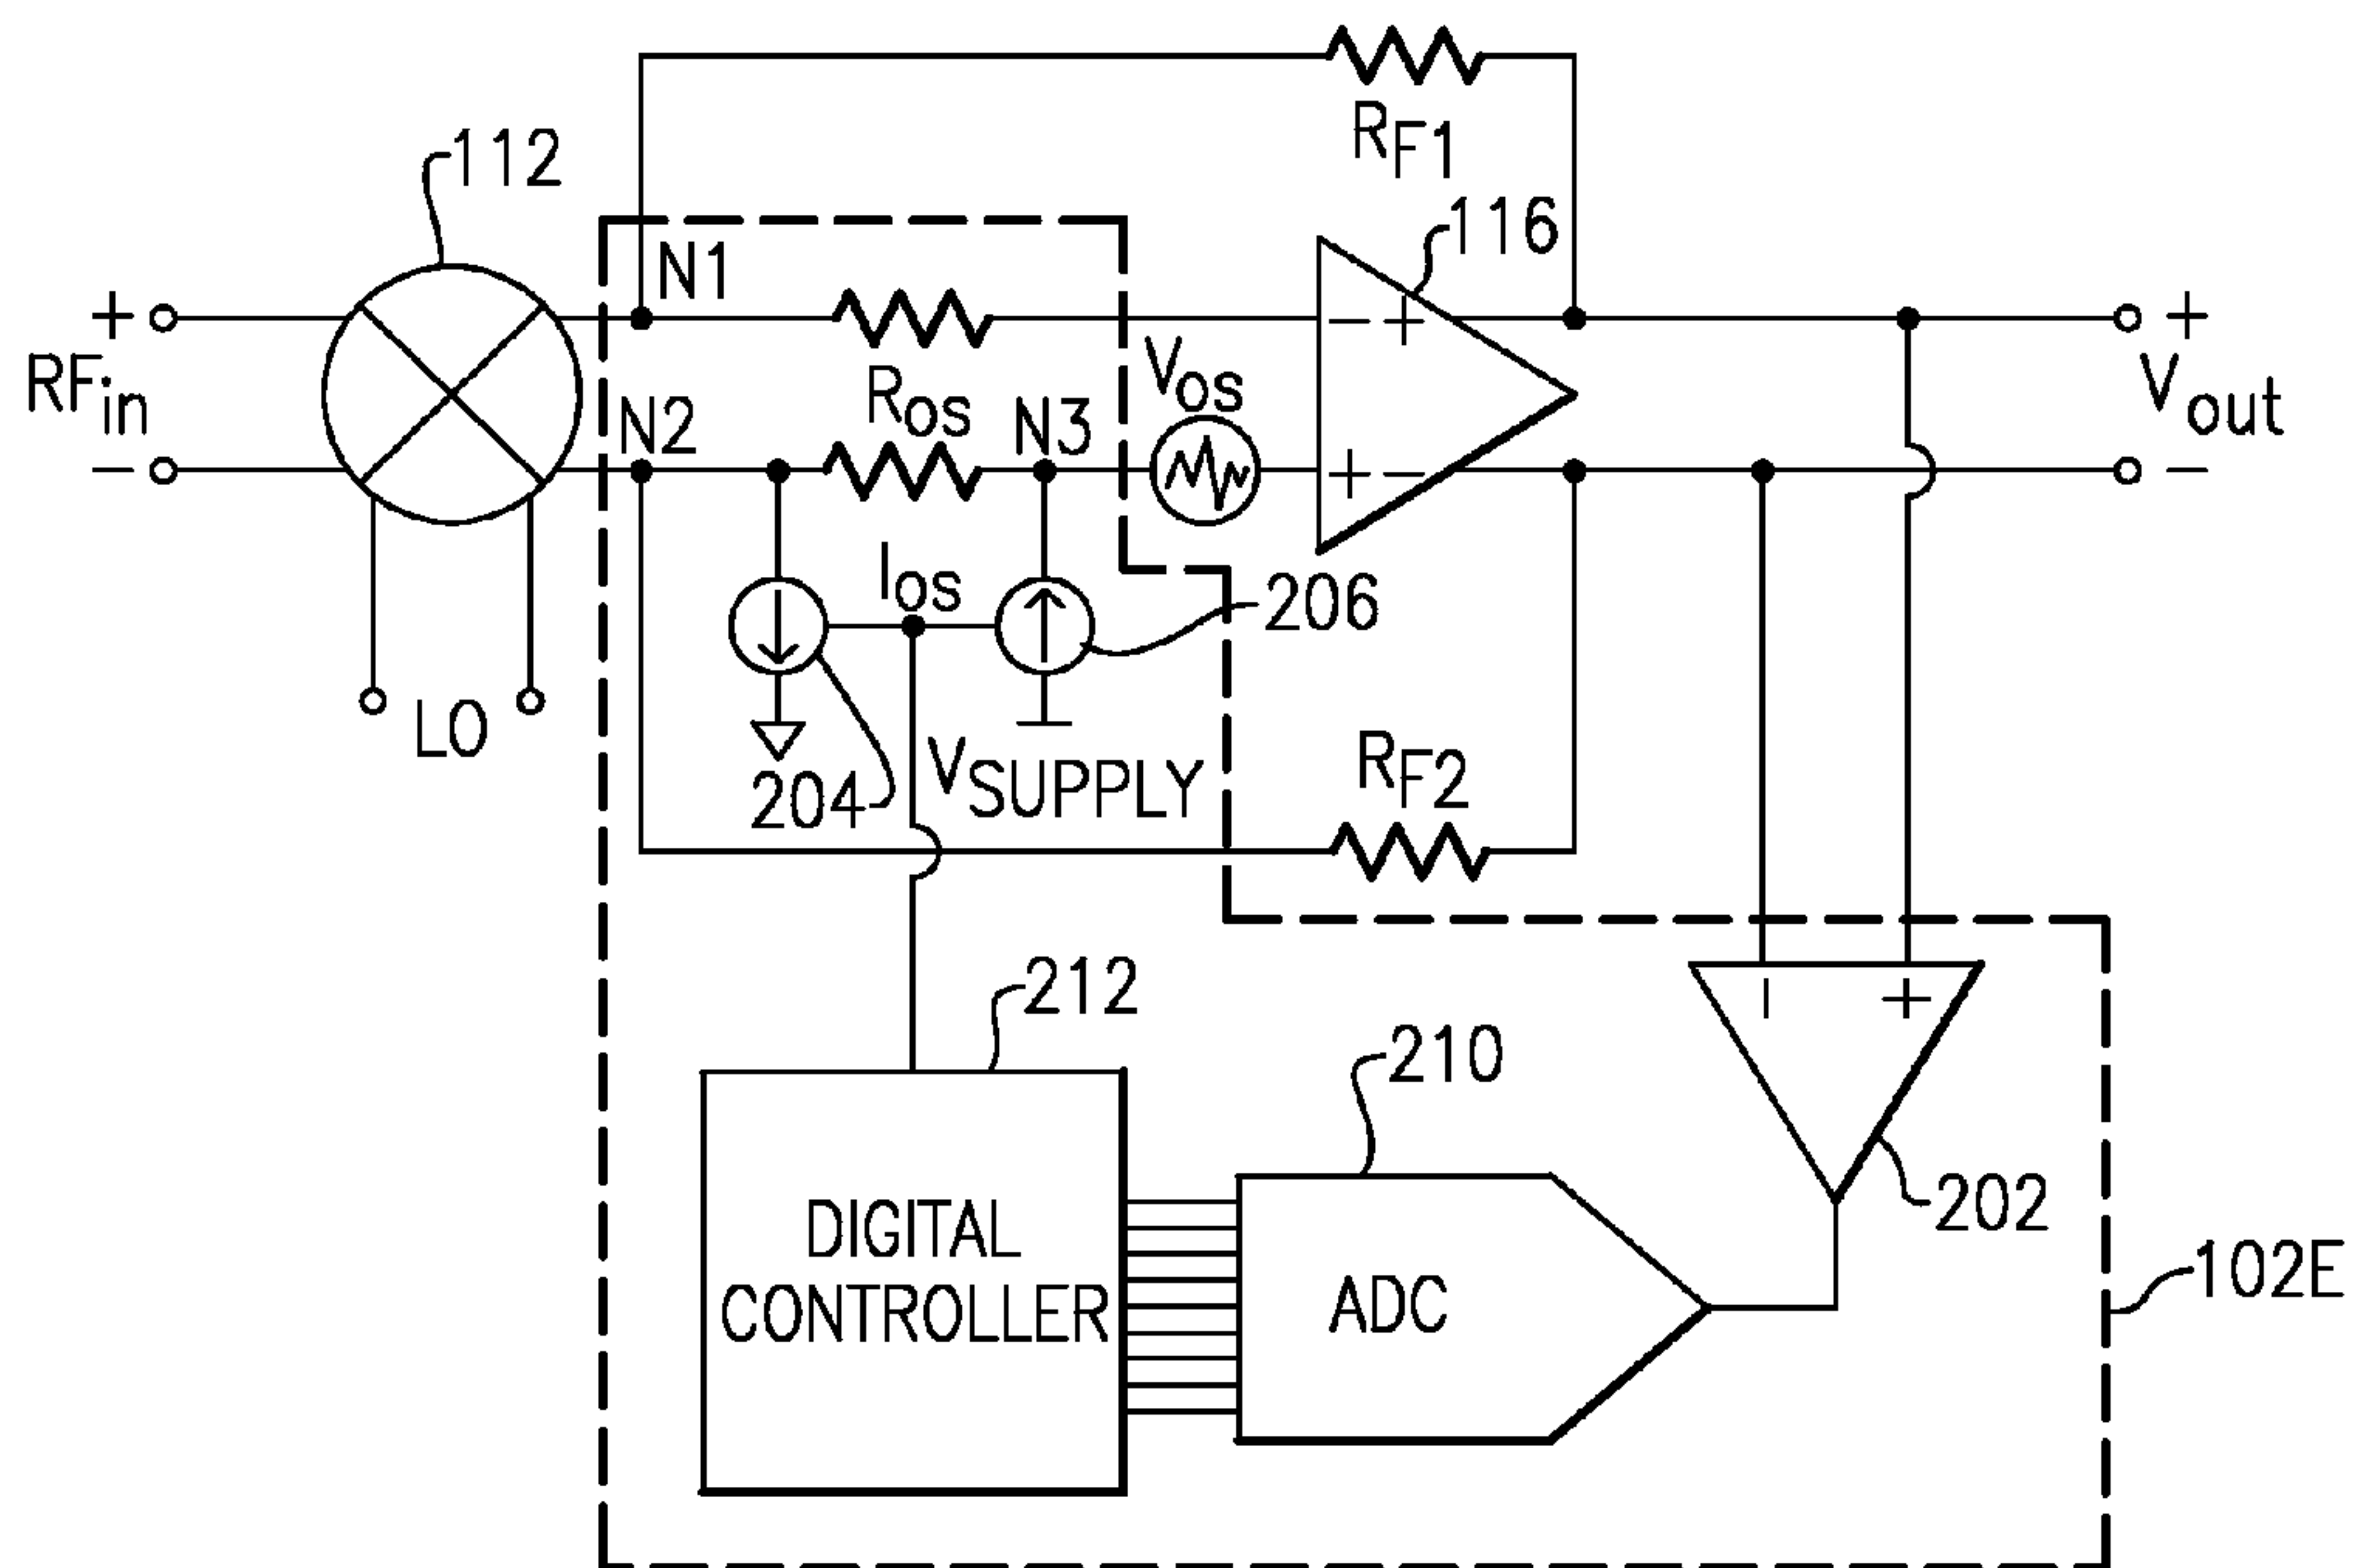 RF1
112
116
N1
+
- +
+
RFin
Vos
Vout
Ros
N2
N3
-
+ -
-
Ios
206
LO
VSUPPLY
RF2
204
212
- +
210
202
DIGITAL
CONTROLLER
ADC
102E